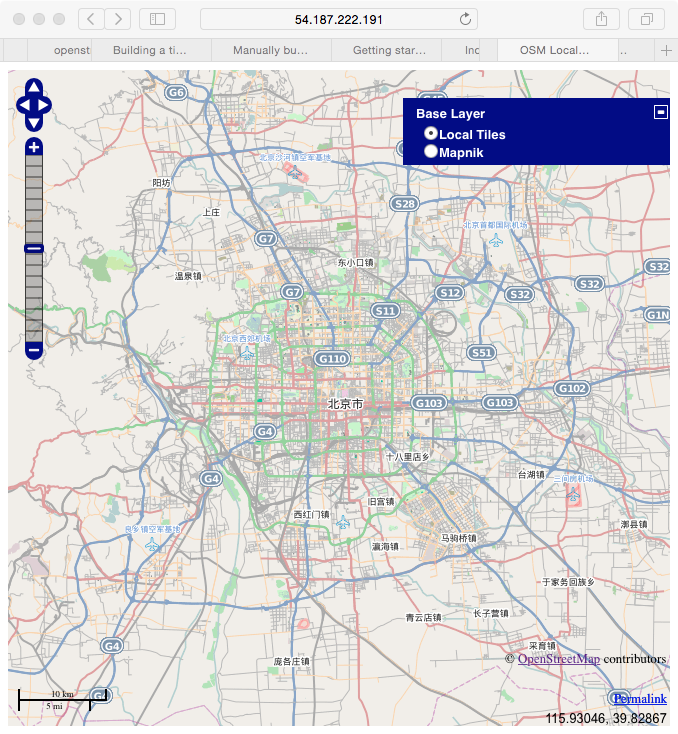 54.187.222.191
openst
Building a ti…
Manually bu…
Getting star…
Inc
OSM Local…
..
G6
Base Layer
Local Tiles
Mapnik
北京沙河镇空军基地
阳坊
上庄
S28
北京首都国际机场
G7
东小口镇
温泉镇
S32
S32
G7
S12
S32
S11
G1N
北京西郊机场
G110
S51
G102
北京市
G103
G103
G4
十八里店乡
台湖镇
三间房机场
G4
旧宫镇
西红门镇
漷县镇
良乡镇空军基地
马驹桥镇
瀛海镇
于家务回族乡
长子营镇
青云店镇
G4
采育镇
庞各庄镇
© OpenStreetMap contributors
10 km
5 mi
Permalink
115.93046, 39.82867